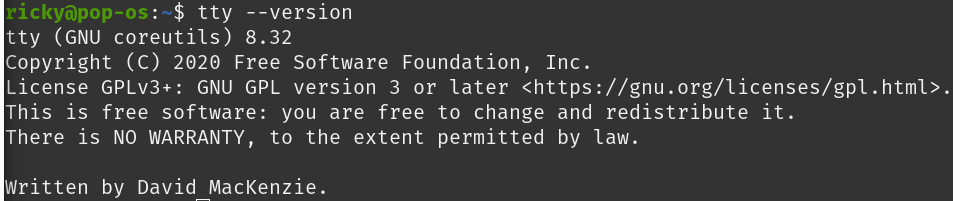 ricky@pop-os:~$ tty --version
tty (GNU coreutils) 8.32
Copyright (C) 2020 Free Software Foundation, Inc.
License GPLv3+: GNU GPL version 3 or later <https://gnu.org/licenses/gpl.html>.
This is free software: you are free to change and redistribute it.
There is NO WARRANTY, to the extent permitted by law.

Written by David MacKenzie.